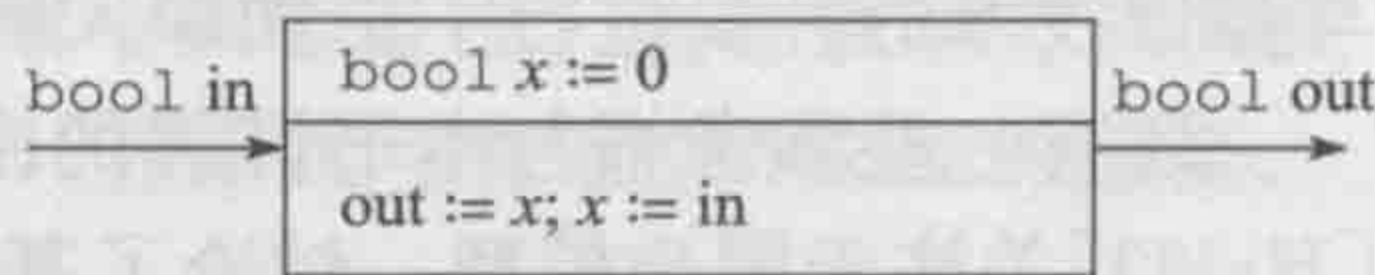 bool in
bool x := 0
bool out
out := x; x := in